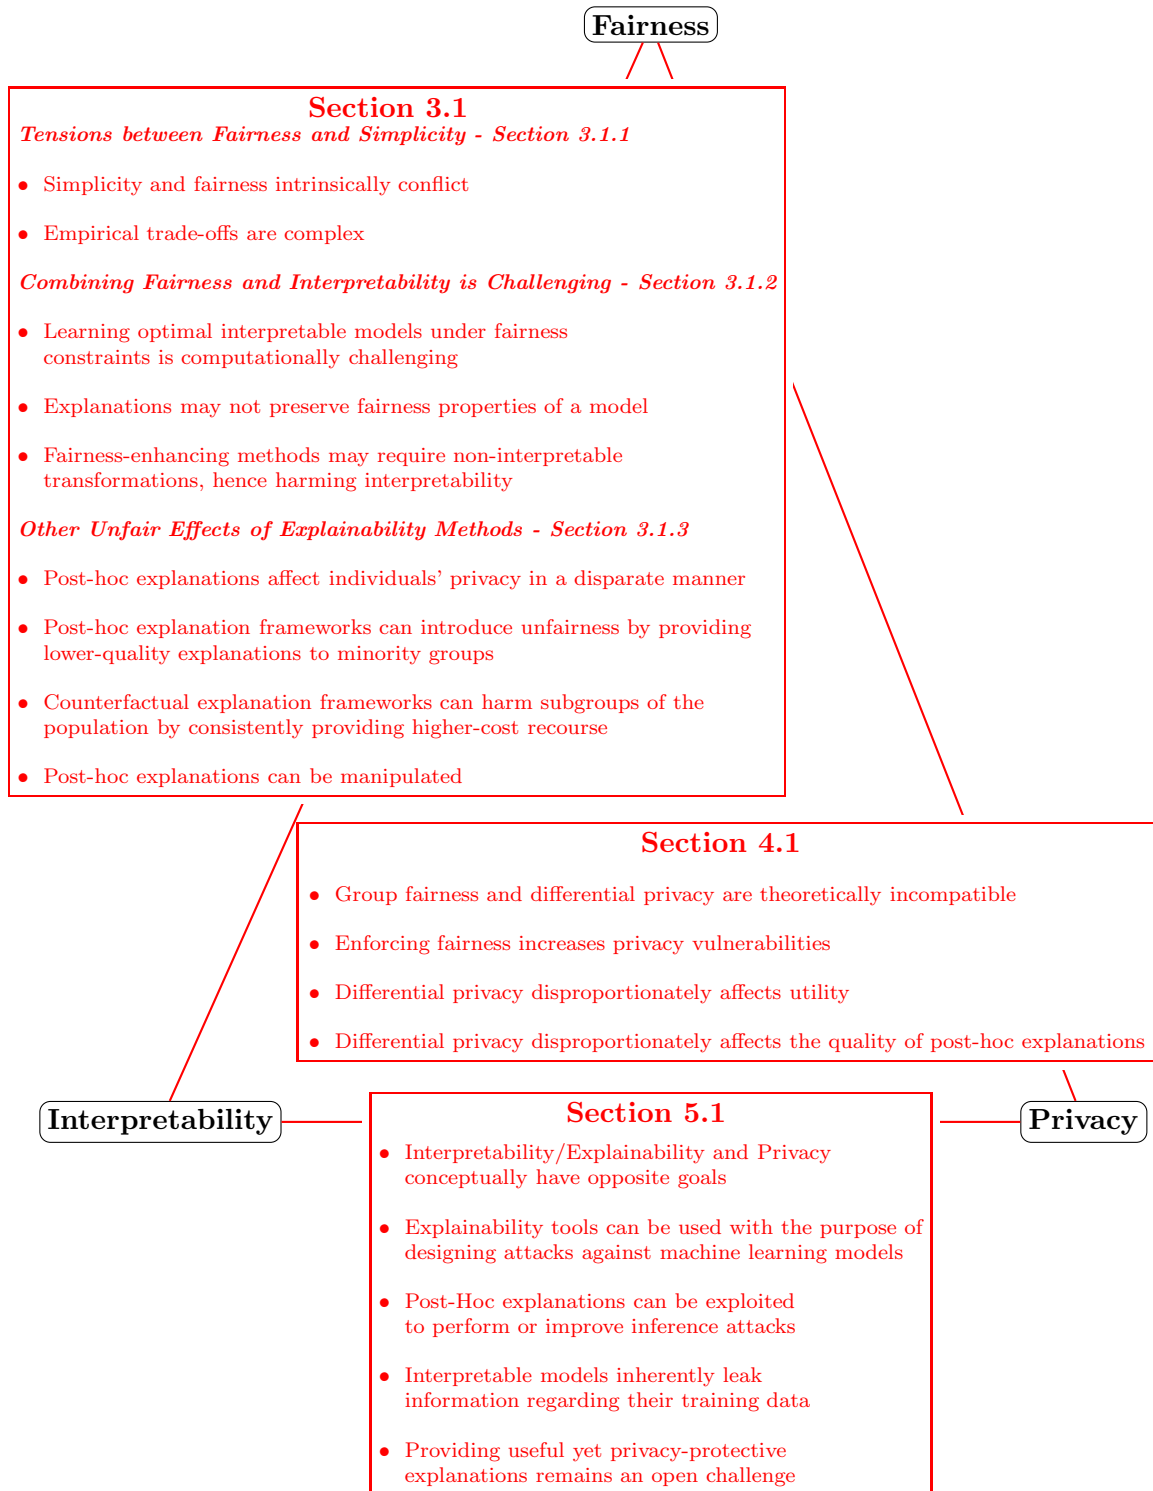 Fairness
Section 3.1
Tensions between Fairness and Simplicity - Section 3.1.1
• Simplicity and fairness intrinsically conflict
• Empirical trade-offs are complex
Combining Fairness and Interpretability is Challenging - Section 3.1.2
• Learning optimal interpretable models under fairness
constraints is computationally challenging
• Explanations may not preserve fairness properties of a model
• Fairness-enhancing methods may require non-interpretable
transformations, hence harming interpretability
Other Unfair Effects of Explainability Methods - Section 3.1.3
• Post-hoc explanations affect individuals' privacy in a disparate manner
• Post-hoc explanation frameworks can introduce unfairness by providing
lower-quality explanations to minority groups
• Counterfactual explanation frameworks can harm subgroups of the
population by consistently providing higher-cost recourse
• Post-hoc explanations can be manipulated
Section 4.1
• Group fairness and differential privacy are theoretically incompatible
• Enforcing fairness increases privacy vulnerabilities
• Differential privacy disproportionately affects utility
• Differential privacy disproportionately affects the quality of post-hoc explanations
Interpretability
Privacy
Section 5.1
• Interpretability/Explainability and Privacy
conceptually have opposite goals
• Explainability tools can be used with the purpose of
designing attacks against machine learning models
• Post-Hoc explanations can be exploited
to perform or improve inference attacks
• Interpretable models inherently leak
information regarding their training data
• Providing useful yet privacy-protective
explanations remains an open challenge